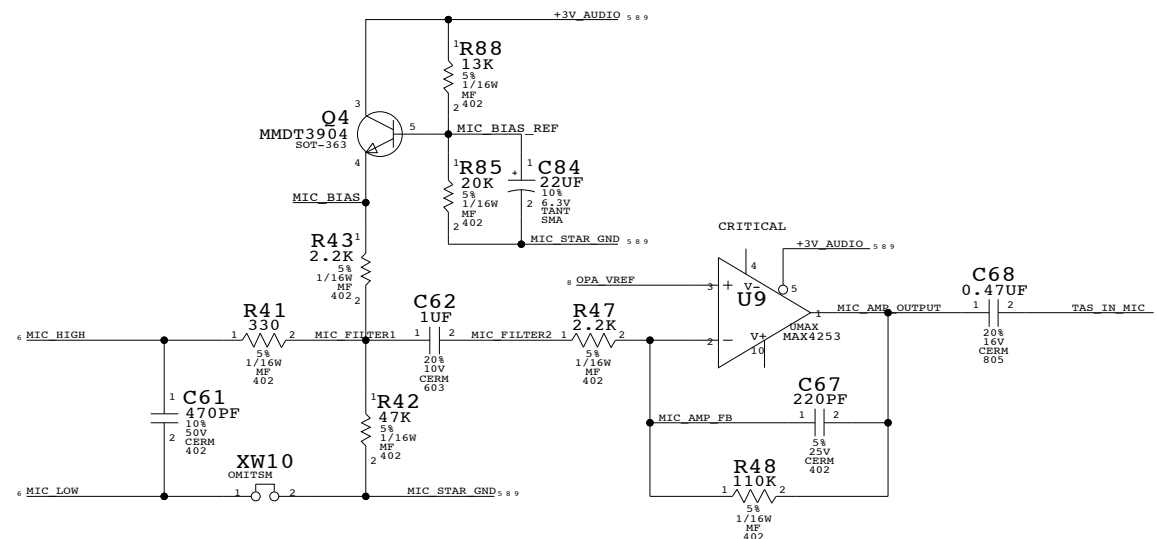 +3V_AUDIO 5 8 9
1
R88
13K
5%
1/16W
MF
402
2
3
Q4
MMDT3904
SOT-363
5
4
MIC_BIAS_REF
1
R85
20K
5%
1/16W
MF
402
2
1
+
C84
22UF
10%
6.3V
TANT
SMA
2
MIC_BIAS
MIC_STAR_GND 5 8 9
R43
1
2.2K
5%
1/16W
MF
402
2
CRITICAL
+3V_AUDIO 5 8 9
4
8 OPA_VREF
3
+
V-
5
U9
1
UMAX
MAX4253
V+
10
2
-
MIC_AMP_OUTPUT
C68
0.47UF
1 2
20%
16V
CERM
805
TAS_IN_MIC
6 MIC_HIGH
R41
330
1 2
5%
1/16W
MF
402
MIC_FILTER1
C62
1UF
1 2
20%
10V
CERM
603
MIC_FILTER2
R47
2.2K
1 2
5%
1/16W
MF
402
1
C61
470PF
10%
50V
CERM
402
2
1
R42
47K
5%
1/16W
MF
402
2
C67
220PF
MIC_AMP_FB
1 2
5%
25V
CERM
402
XW10
OMITSM
6 MIC_LOW
1 2
MIC_STAR_GND 5 8 9
R48
110K
1 2
5%
1/16W
MF
402